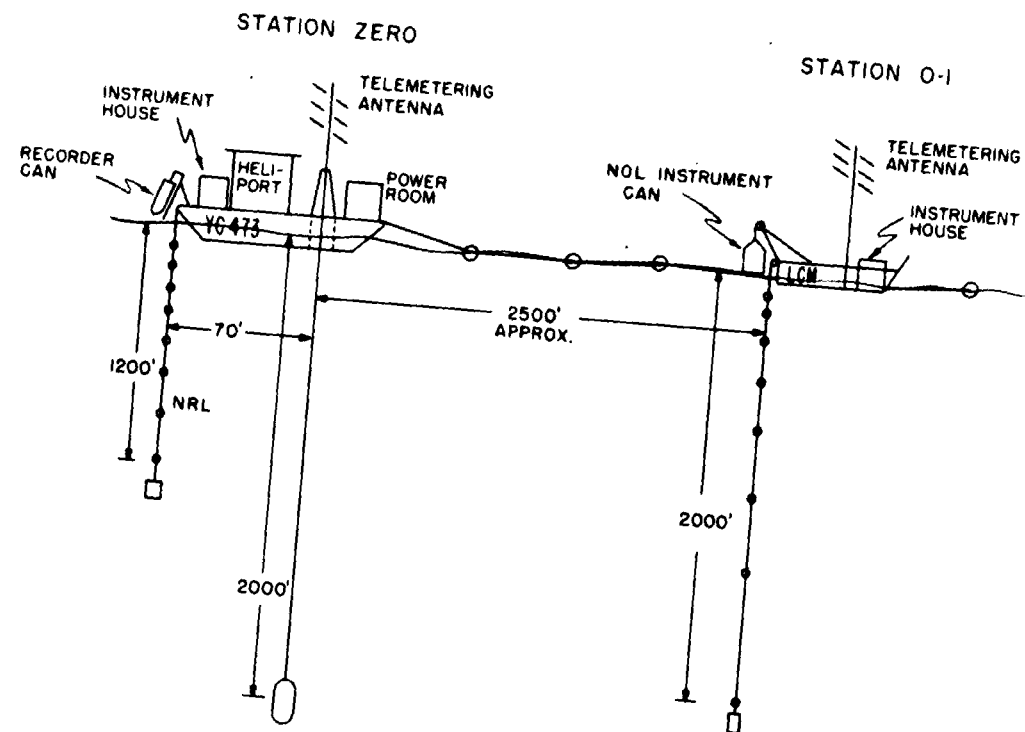 STATION ZERO
STATION 0-1
TELEMETERING
ANTENNA
INSTRUMENT
HOUSE
RECORDER
CAN
HELI-
PORT
POWER
ROOM
YC 473
TELEMETERING
ANTENNA
NOL INSTRUMENT
CAN
INSTRUMENT
HOUSE
LCM
70'
2500'
APPROX.
1200'
NRL
2000'
2000'